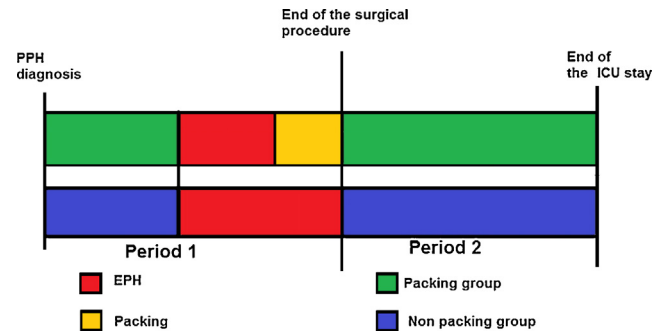 End of the surgical
procedure
PPH
diagnosis
End of
the ICU stay
Period 1
Period 2
EPH
Packing group
Packing
Non packing group